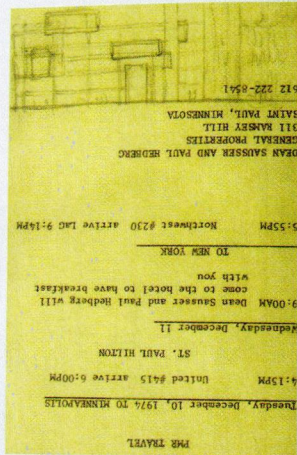 PMR TRAVEL
Tuesday, December 10, 1974 TO MINNEAPOLIS
4:15PM United #415 arrive 6:00PM
ST. PAUL HILTON
Wednesday, December 11
9:00AM Dean Sausser and Paul Hedberg will
come to the hotel to have breakfast
with you
TO NEW YORK
5:55PM Northwest #230 arrive LaG 9:14PM
DEAN SAUSSER AND PAUL HEDBERG
GENERAL PROPERTIES
311 RAMSEY HILL
SAINT PAUL, MINNESOTA
612 222-8541